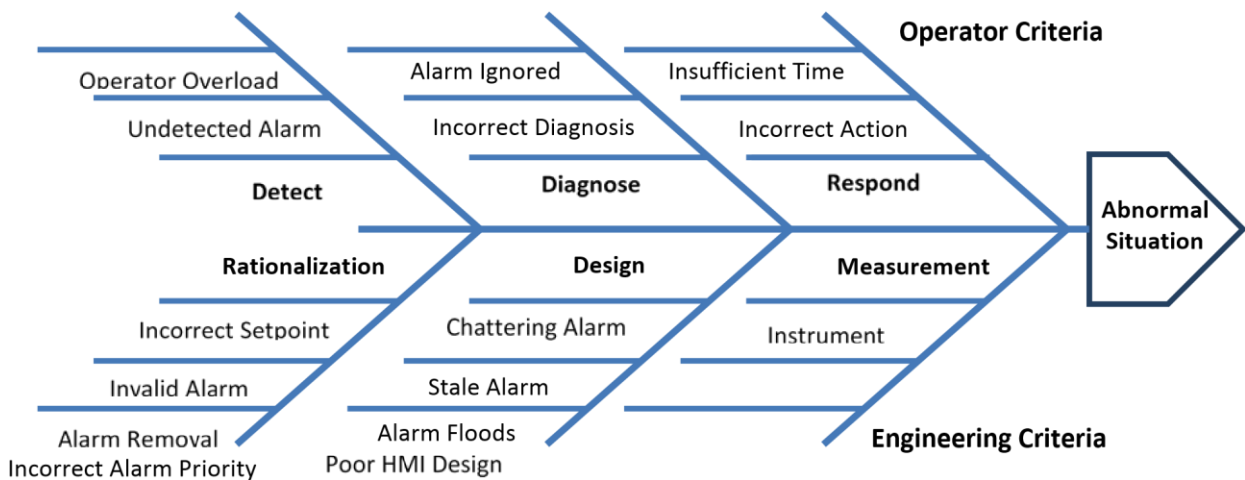 Operator Criteria
Operator Overload
Alarm Ignored
Insufficient Time
Undetected Alarm
Incorrect Diagnosis
Incorrect Action
Detect
Diagnose
Respond
Abnormal
Situation
Rationalization
Design
Measurement
Incorrect Setpoint
Chattering Alarm
Instrument
Invalid Alarm
Stale Alarm
Alarm Removal
Alarm Floods
Engineering Criteria
Incorrect Alarm Priority
Poor HMI Design